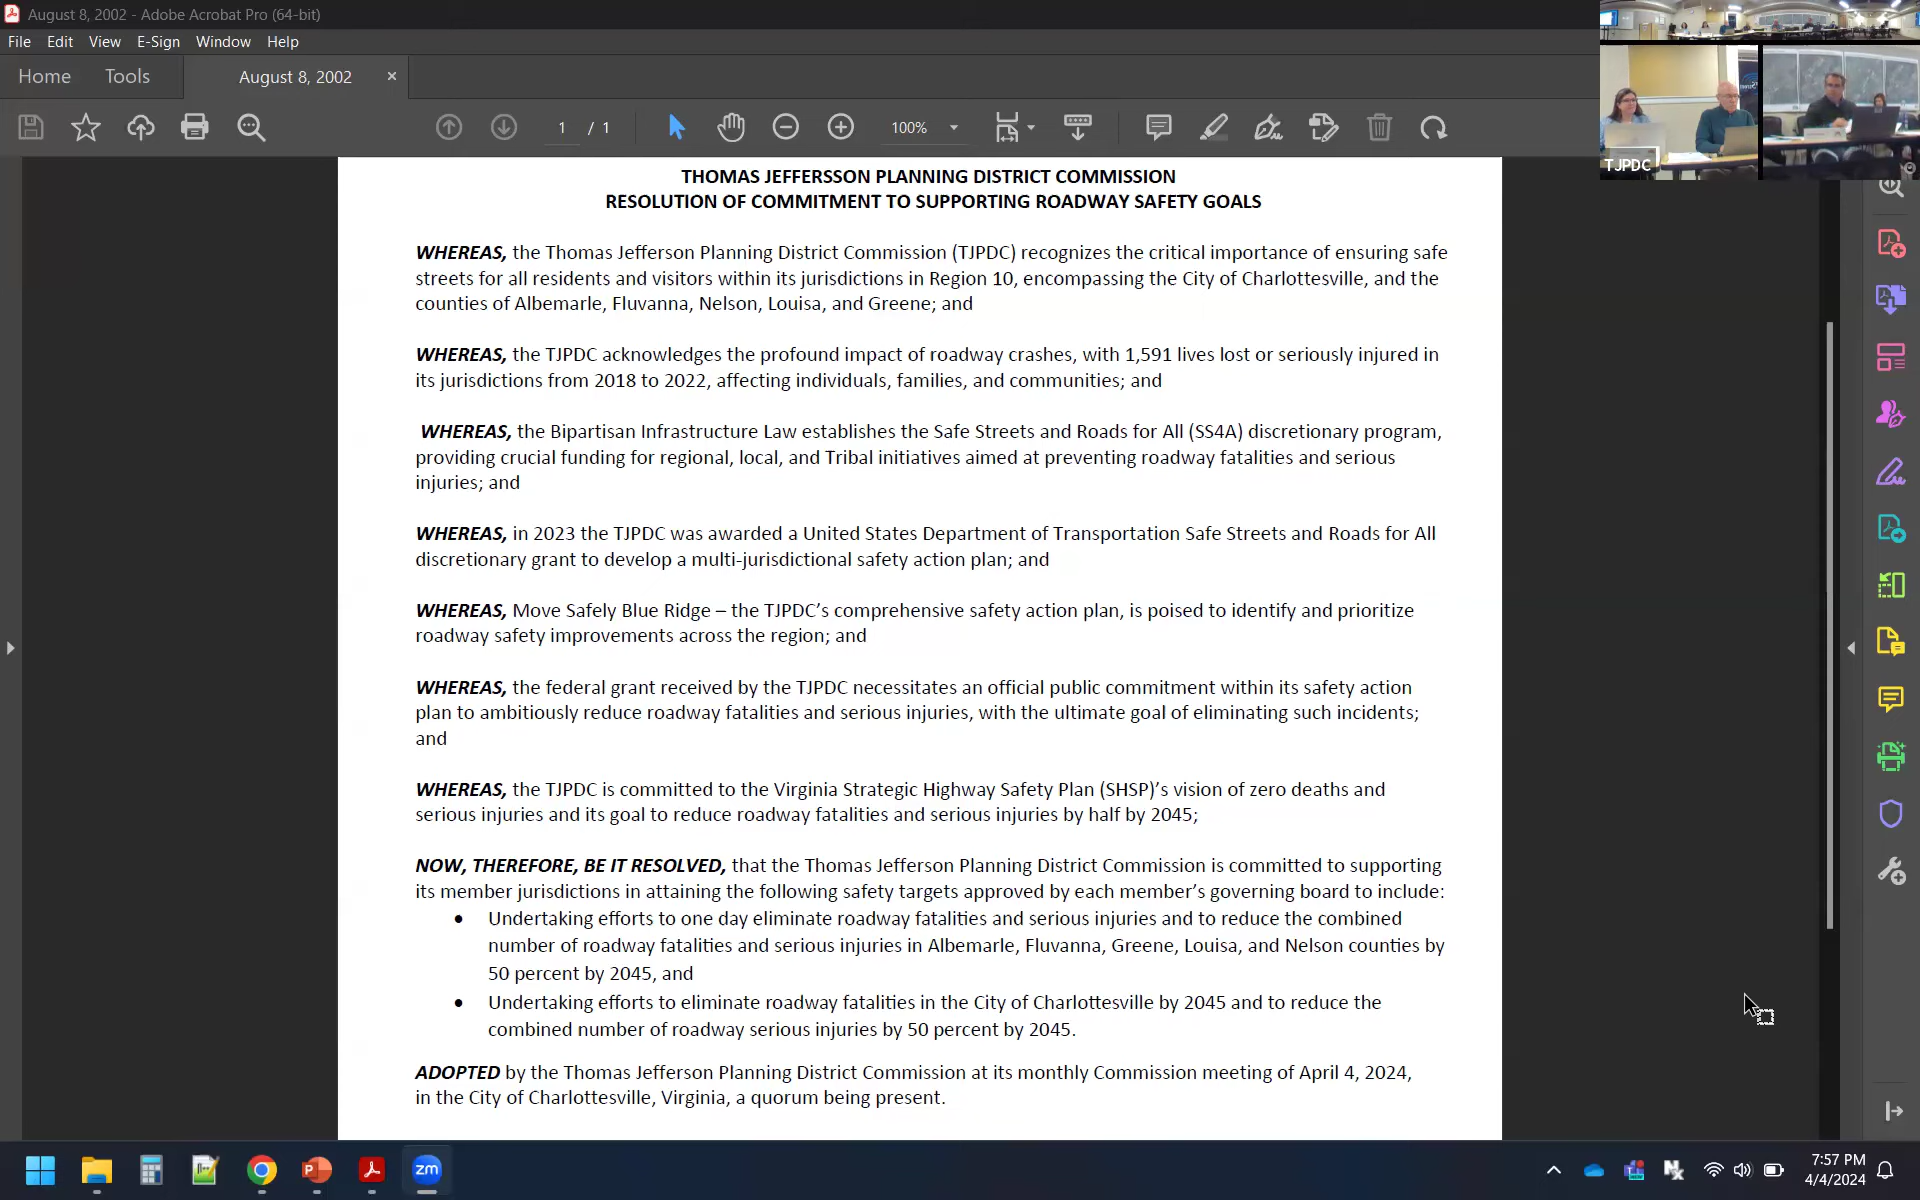 August 8, 2002 - Adobe Acrobat Pro (64-bit)
File Edit View E-Sign Window Help
Home Tools August 8, 2002 ×
1 / 1 100%
TJPDC
THOMAS JEFFERSSON PLANNING DISTRICT COMMISSION
RESOLUTION OF COMMITMENT TO SUPPORTING ROADWAY SAFETY GOALS
WHEREAS, the Thomas Jefferson Planning District Commission (TJPDC) recognizes the critical importance of ensuring safe
streets for all residents and visitors within its jurisdictions in Region 10, encompassing the City of Charlottesville, and the
counties of Albemarle, Fluvanna, Nelson, Louisa, and Greene; and
WHEREAS, the TJPDC acknowledges the profound impact of roadway crashes, with 1,591 lives lost or seriously injured in
its jurisdictions from 2018 to 2022, affecting individuals, families, and communities; and
WHEREAS, the Bipartisan Infrastructure Law establishes the Safe Streets and Roads for All (SS4A) discretionary program,
providing crucial funding for regional, local, and Tribal initiatives aimed at preventing roadway fatalities and serious
injuries; and
WHEREAS, in 2023 the TJPDC was awarded a United States Department of Transportation Safe Streets and Roads for All
discretionary grant to develop a multi-jurisdictional safety action plan; and
WHEREAS, Move Safely Blue Ridge – the TJPDC’s comprehensive safety action plan, is poised to identify and prioritize
roadway safety improvements across the region; and
WHEREAS, the federal grant received by the TJPDC necessitates an official public commitment within its safety action
plan to ambitiously reduce roadway fatalities and serious injuries, with the ultimate goal of eliminating such incidents;
and
WHEREAS, the TJPDC is committed to the Virginia Strategic Highway Safety Plan (SHSP)’s vision of zero deaths and
serious injuries and its goal to reduce roadway fatalities and serious injuries by half by 2045;
NOW, THEREFORE, BE IT RESOLVED, that the Thomas Jefferson Planning District Commission is committed to supporting
its member jurisdictions in attaining the following safety targets approved by each member’s governing board to include:
• Undertaking efforts to one day eliminate roadway fatalities and serious injuries and to reduce the combined
number of roadway fatalities and serious injuries in Albemarle, Fluvanna, Greene, Louisa, and Nelson counties by
50 percent by 2045, and
• Undertaking efforts to eliminate roadway fatalities in the City of Charlottesville by 2045 and to reduce the
combined number of roadway serious injuries by 50 percent by 2045.
ADOPTED by the Thomas Jefferson Planning District Commission at its monthly Commission meeting of April 4, 2024,
in the City of Charlottesville, Virginia, a quorum being present.
zm
7:57 PM
4/4/2024